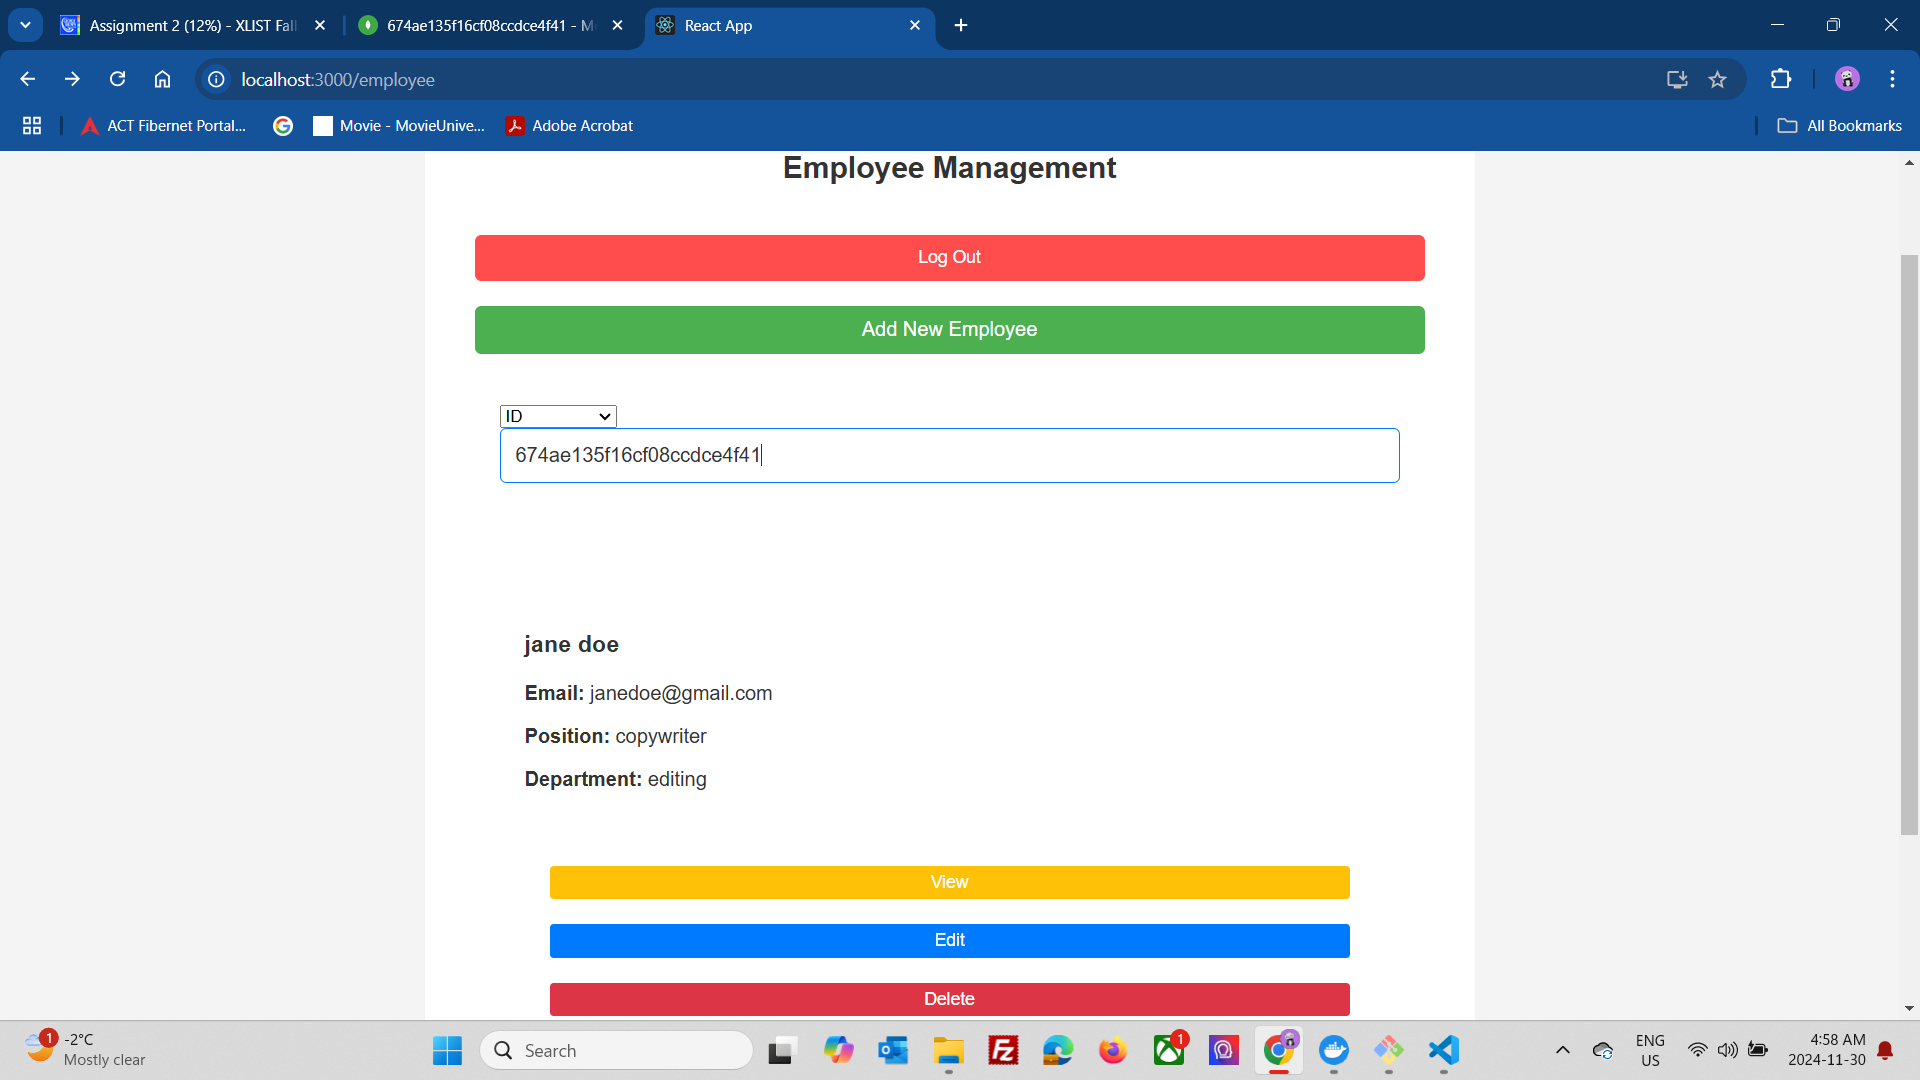 Assignment 2 (12%) - XLIST Fall
674ae135f16cf08ccdce4f41 - M
React App
localhost:3000/employee
ACT Fibernet Portal...
Movie - MovieUnive...
Adobe Acrobat
All Bookmarks
Employee Management
Log Out
Add New Employee
ID
674ae135f16cf08ccdce4f41
jane doe
Email: janedoe@gmail.com
Position: copywriter
Department: editing
View
Edit
Delete
1
-2°C
Mostly clear
Search
1
ENG
US
4:58 AM
2024-11-30